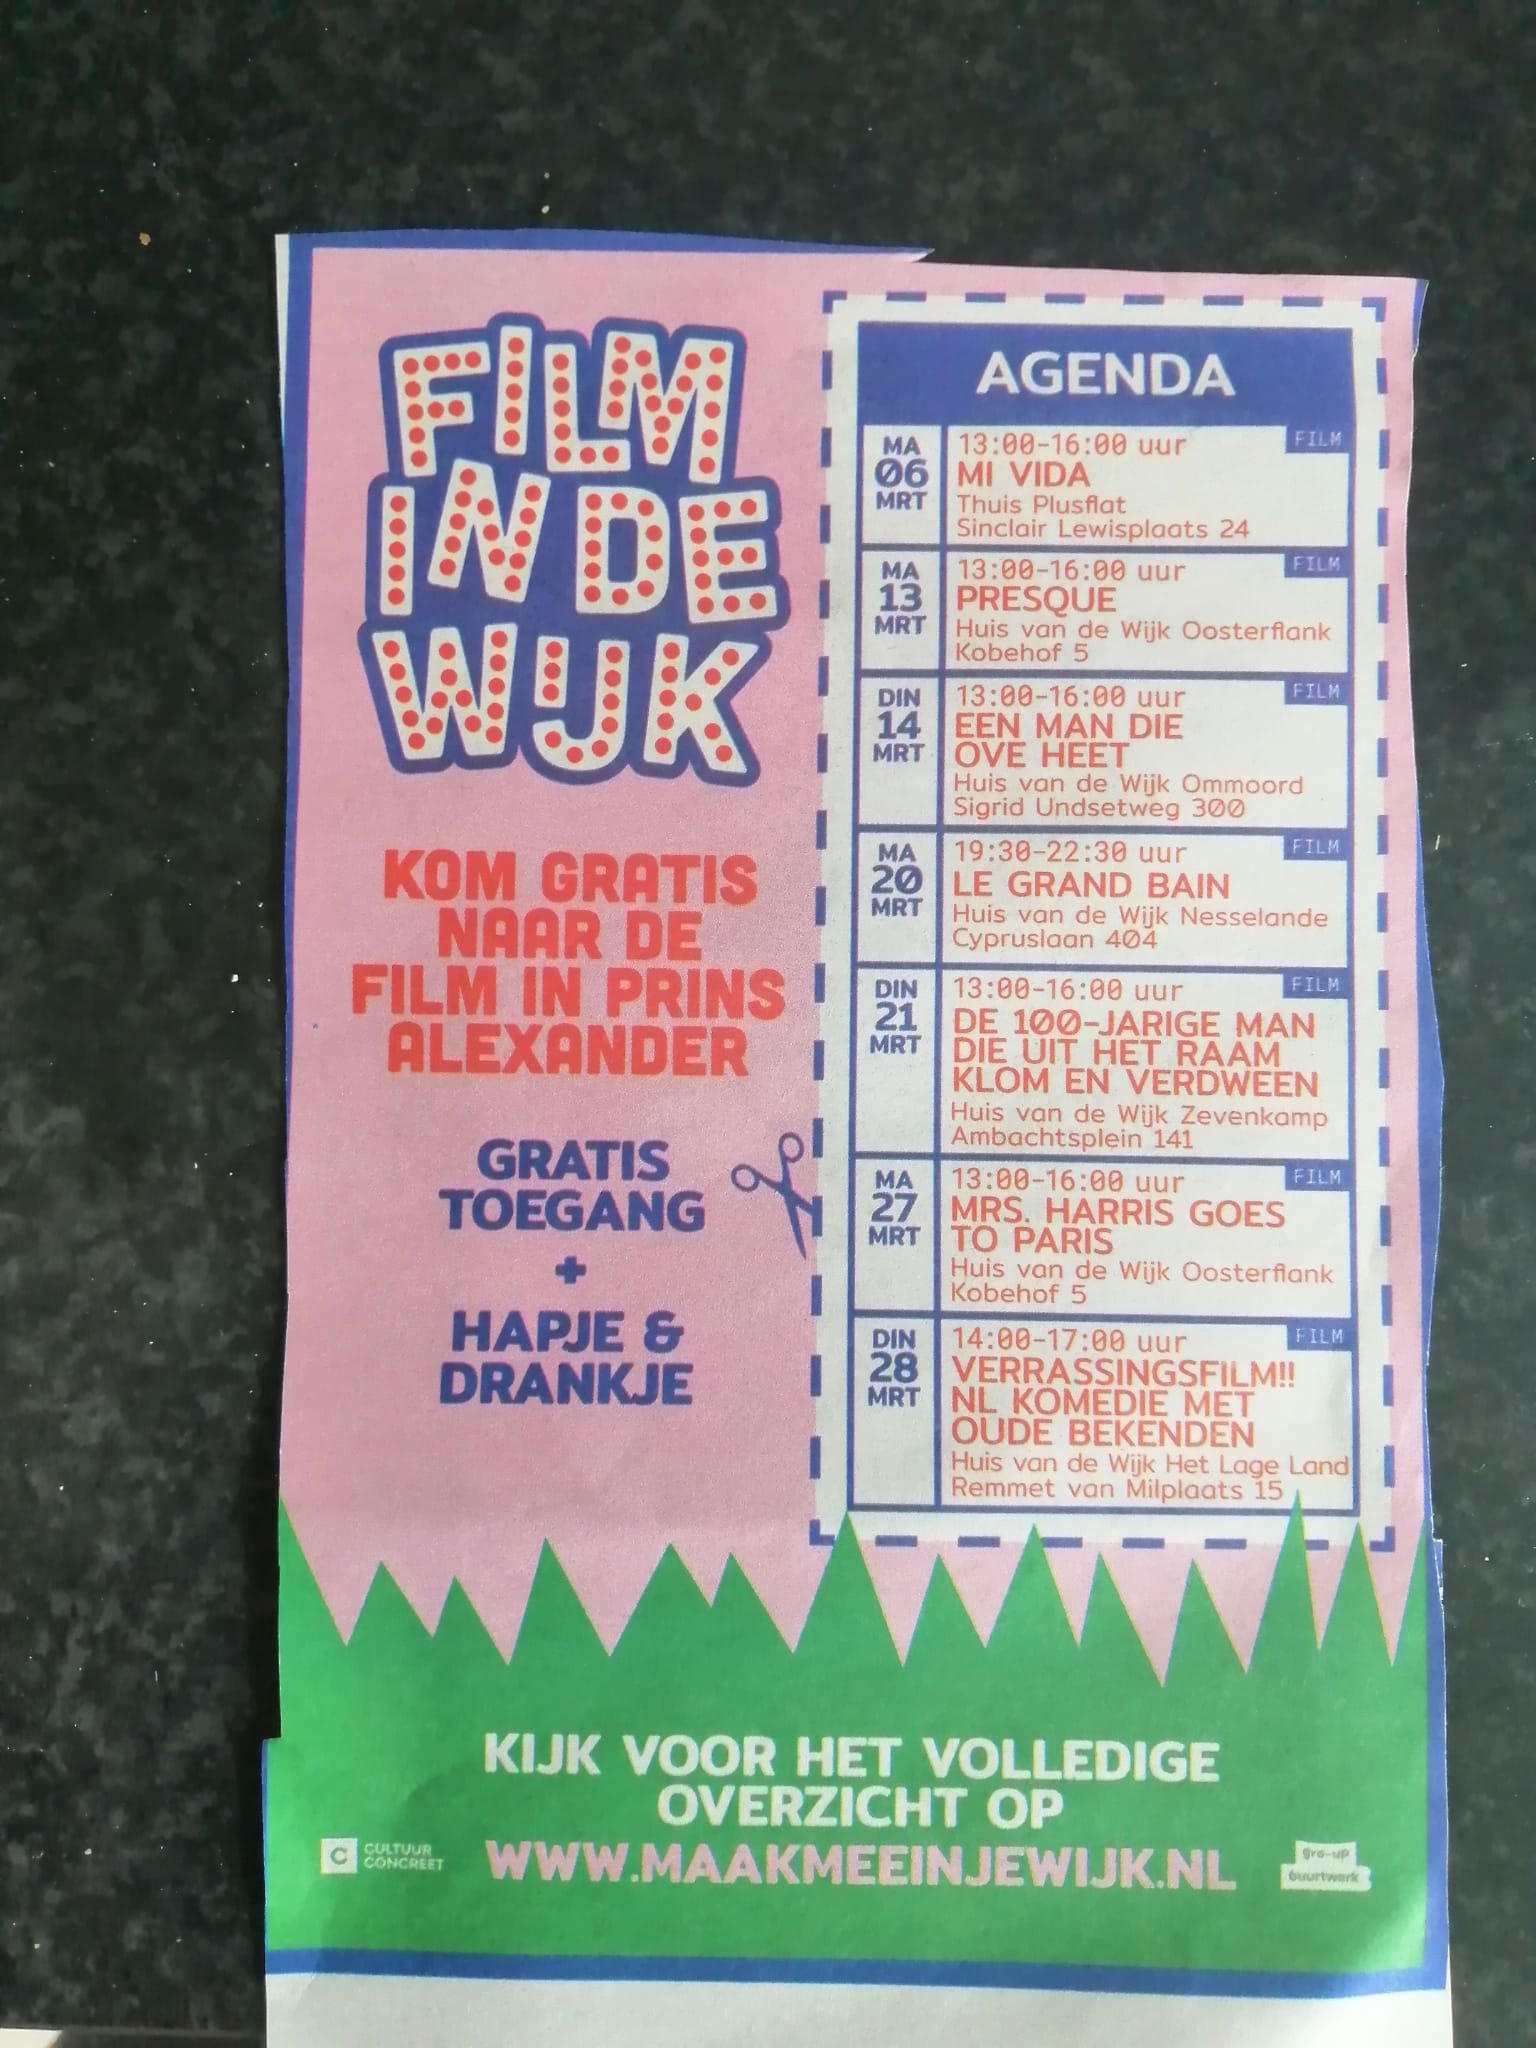 FILM
IN DE
WIJK
KOM GRATIS
NAAR DE
FILM IN PRINS
ALEXANDER
GRATIS
TOEGANG
+
HAPJE &
DRANKJE
AGENDA
MA
06
MRT
13:00-16:00 uur
FILM
MI VIDA
Thuis Plusflat
Sinclair Lewisplaats 24
MA
13
MRT
13:00-16:00 uur
FILM
PRESQUE
Huis van de Wijk Oosterflank
Kobehof 5
DIN
14
MRT
13:00-16:00 uur
FILM
EEN MAN DIE
OVE HEET
Huis van de Wijk Ommoord
Sigrid Undsetweg 300
MA
20
MRT
19:30-22:30 uur
FILM
LE GRAND BAIN
Huis van de Wijk Nesselande
Cypruslaan 404
DIN
21
MRT
13:00-16:00 uur
FILM
DE 100-JARIGE MAN
DIE UIT HET RAAM
KLOM EN VERDWEEN
Huis van de Wijk Zevenkamp
Ambachtsplein 141
MA
27
MRT
13:00-16:00 uur
FILM
MRS. HARRIS GOES
TO PARIS
Huis van de Wijk Oosterflank
Kobehof 5
DIN
28
MRT
14:00-17:00 uur
FILM
VERRASSINGSFILM!!
NL KOMEDIE MET
OUDE BEKENDEN
Huis van de Wijk Het Lage Land
Remmet van Milplaats 15
KIJK VOOR HET VOLLEDIGE
OVERZICHT OP
WWW.MAAKMEEINJEWIJK.NL
C CULTUUR
CONCREET
gro-up
buurtwerk